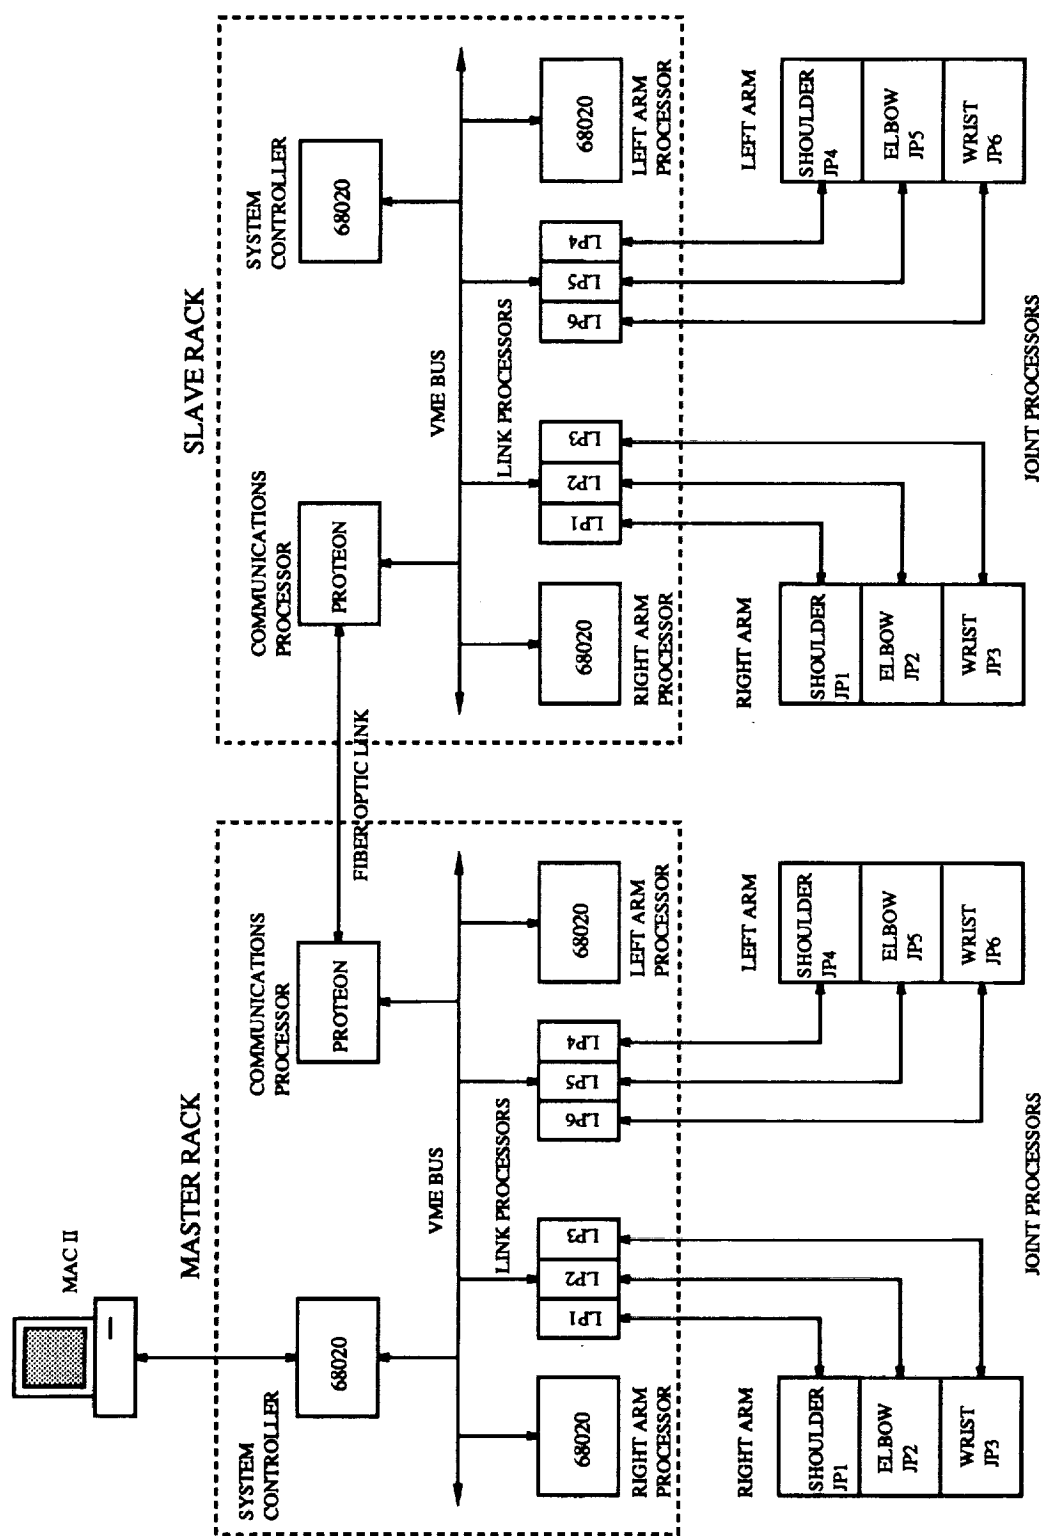 MAC II
MASTER RACK
SYSTEM
CONTROLLER
68020
COMMUNICATIONS
PROCESSOR
PROTEON
VME BUS
LINK PROCESSORS
68020
RIGHT ARM
PROCESSOR
LP1
LP2
LP3
LP6
LP5
LP4
68020
LEFT ARM
PROCESSOR
RIGHT ARM
SHOULDER
JP1
ELBOW
JP2
WRIST
JP3
LEFT ARM
SHOULDER
JP4
ELBOW
JP5
WRIST
JP6
JOINT PROCESSORS
FIBER OPTIC LINK
SLAVE RACK
COMMUNICATIONS
PROCESSOR
PROTEON
SYSTEM
CONTROLLER
68020
VME BUS
LINK PROCESSORS
68020
RIGHT ARM
PROCESSOR
LP1
LP2
LP3
LP6
LP5
LP4
68020
LEFT ARM
PROCESSOR
RIGHT ARM
SHOULDER
JP1
ELBOW
JP2
WRIST
JP3
LEFT ARM
SHOULDER
JP4
ELBOW
JP5
WRIST
JP6
JOINT PROCESSORS